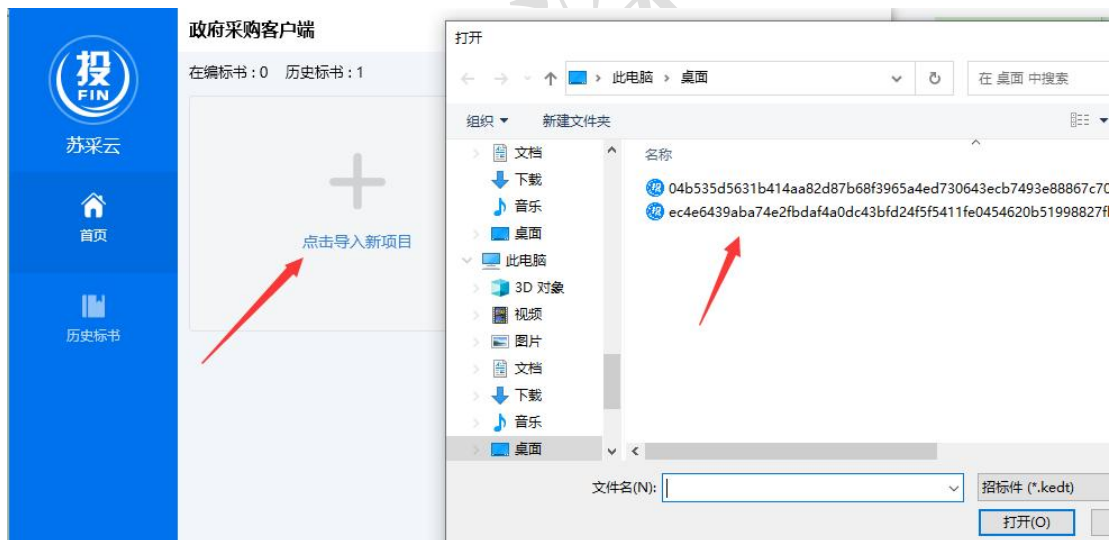 投
FIN
苏采云
首页
历史标书
政府采购客户端
在编标书：0 历史标书：1
点击导入新项目
打开
此电脑 › 桌面
在 桌面 中搜索
组织 新建文件夹
文档
下载
音乐
桌面
此电脑
3D 对象
视频
图片
文档
下载
音乐
桌面
名称
04b535d5631b414aa82d87b68f3965a4ed730643ecb7493e88867c70
ec4e6439aba74e2fbdaf4a0dc43bfd24f5f5411fe0454620b51998827f
文件名(N):
招标件 (*.kedt)
打开(O)